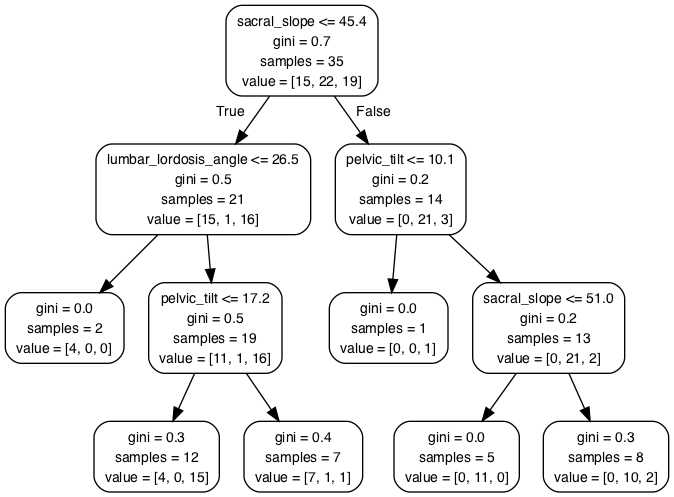 sacral_slope <= 45.4
gini = 0.7
samples = 35
value = [15, 22, 19]
True
False
lumbar_lordosis_angle <= 26.5
gini = 0.5
samples = 21
value = [15, 1, 16]
pelvic_tilt <= 10.1
gini = 0.2
samples = 14
value = [0, 21, 3]
gini = 0.0
samples = 2
value = [4, 0, 0]
pelvic_tilt <= 17.2
gini = 0.5
samples = 19
value = [11, 1, 16]
gini = 0.0
samples = 1
value = [0, 0, 1]
sacral_slope <= 51.0
gini = 0.2
samples = 13
value = [0, 21, 2]
gini = 0.3
samples = 12
value = [4, 0, 15]
gini = 0.4
samples = 7
value = [7, 1, 1]
gini = 0.0
samples = 5
value = [0, 11, 0]
gini = 0.3
samples = 8
value = [0, 10, 2]